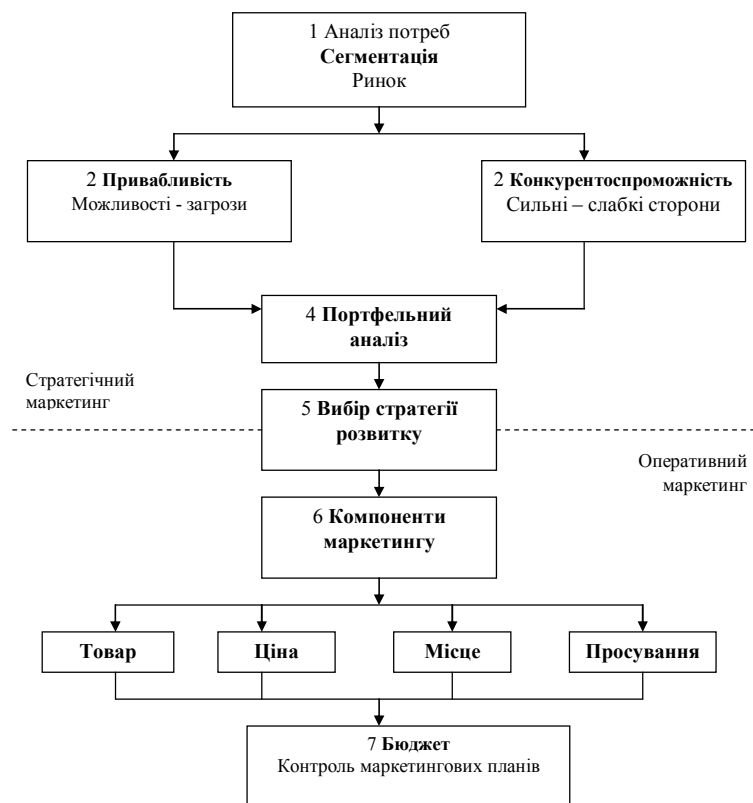 1 Аналіз потреб
Сегментація
Ринок
2 Привабливість
Можливості - загрози
2 Конкурентоспроможність
Сильні – слабкі сторони
4 Портфельний
аналіз
Стратегічний
маркетинг
5 Вибір стратегії
розвитку
Оперативний
маркетинг
6 Компоненти
маркетингу
Товар
Ціна
Місце
Просування
7 Бюджет
Контроль маркетингових планів